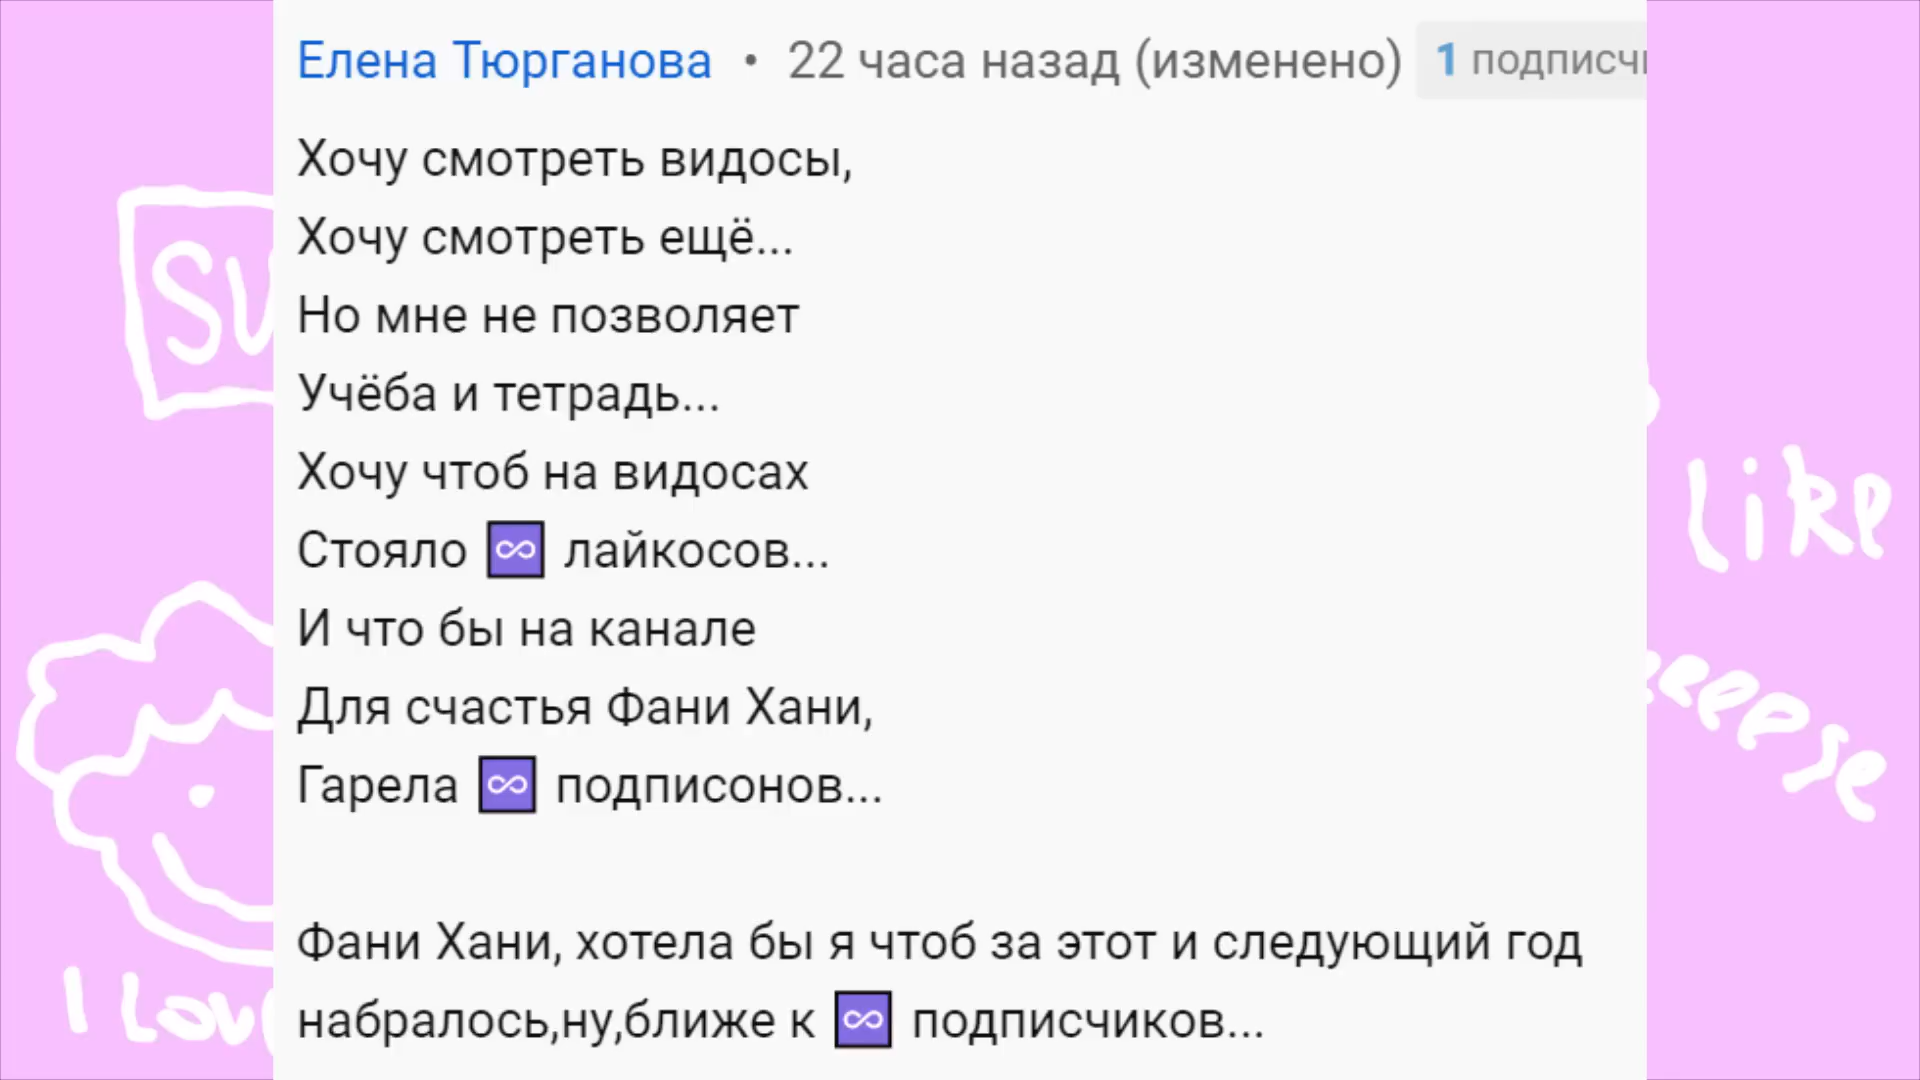 Елена Тюрганова • 22 часа назад (изменено) 1
Хочу смотреть видосы,
Хочу смотреть ещё...
Но мне не позволяет
Учёба и тетрадь...
Хочу чтоб на видосах
Стояло ♾ лайкосов...
И что бы на канале
Для счастья Фани Хани,
Гарела ♾ подписонов...
Фани Хани, хотела бы я чтоб за этот и следующий год
набралось,ну,ближе к ♾ подписчиков...
like
I Lov